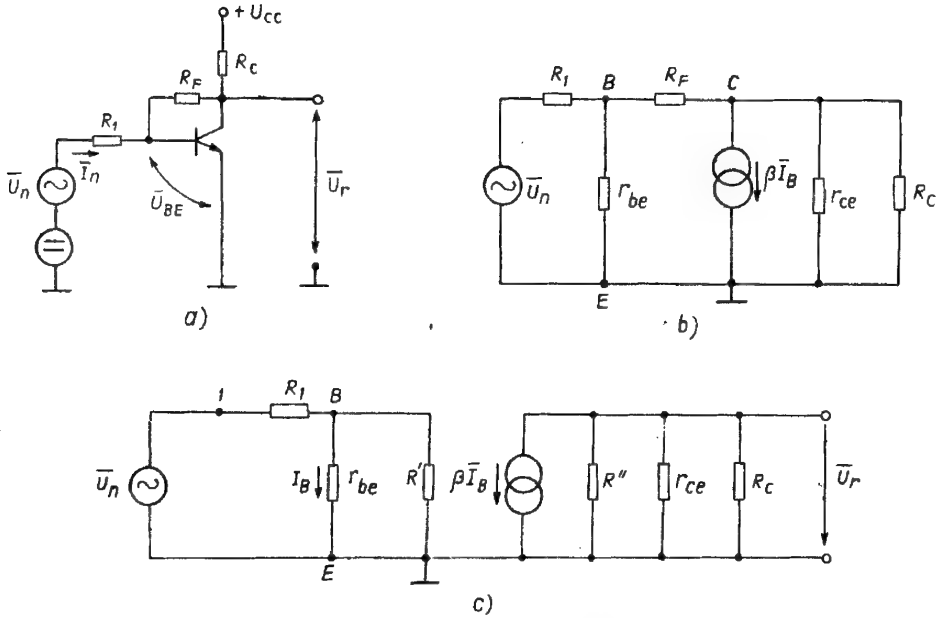 + U_CC
R_C
R_F
R_1
Ī_n
Ū_n
Ū_BE
Ū_r
a)
R_1
B
R_F
C
Ū_n
r_be
βĪ_B
r_ce
R_C
E
b)
1
R_1
B
Ū_n
I_B
r_be
R'
βĪ_B
R"
r_ce
R_C
Ū_r
E
c)